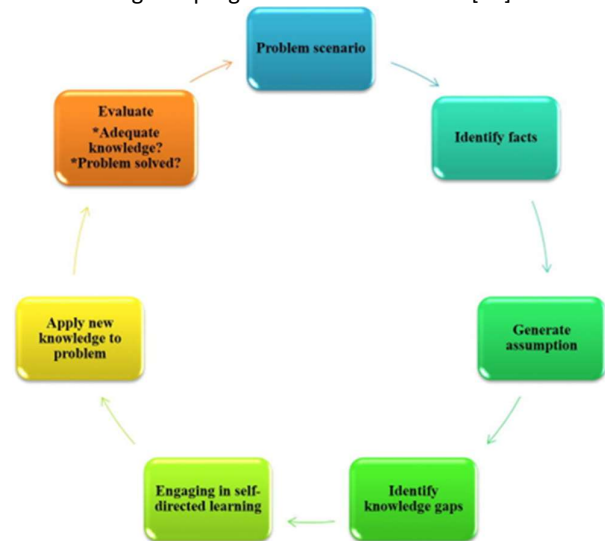 Problem scenario
Identify facts
Generate
assumption
Identify
knowledge gaps
Engaging in self-
directed learning
Apply new
knowledge to
problem
Evaluate
*Adequate
knowledge?
*Problem solved?